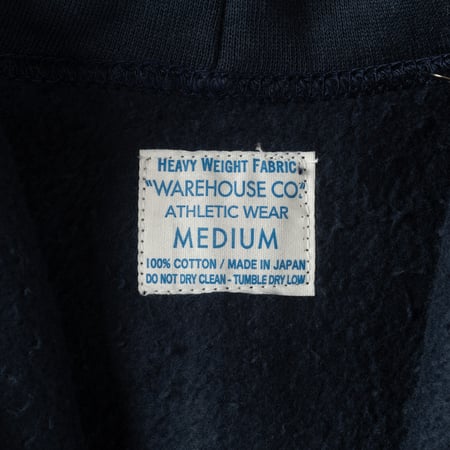 HEAVY WEIGHT FABRIC
"WAREHOUSE CO."
ATHLETIC WEAR
MEDIUM
100% COTTON / MADE IN JAPAN
DO NOT DRY CLEAN - TUMBLE DRY LOW.